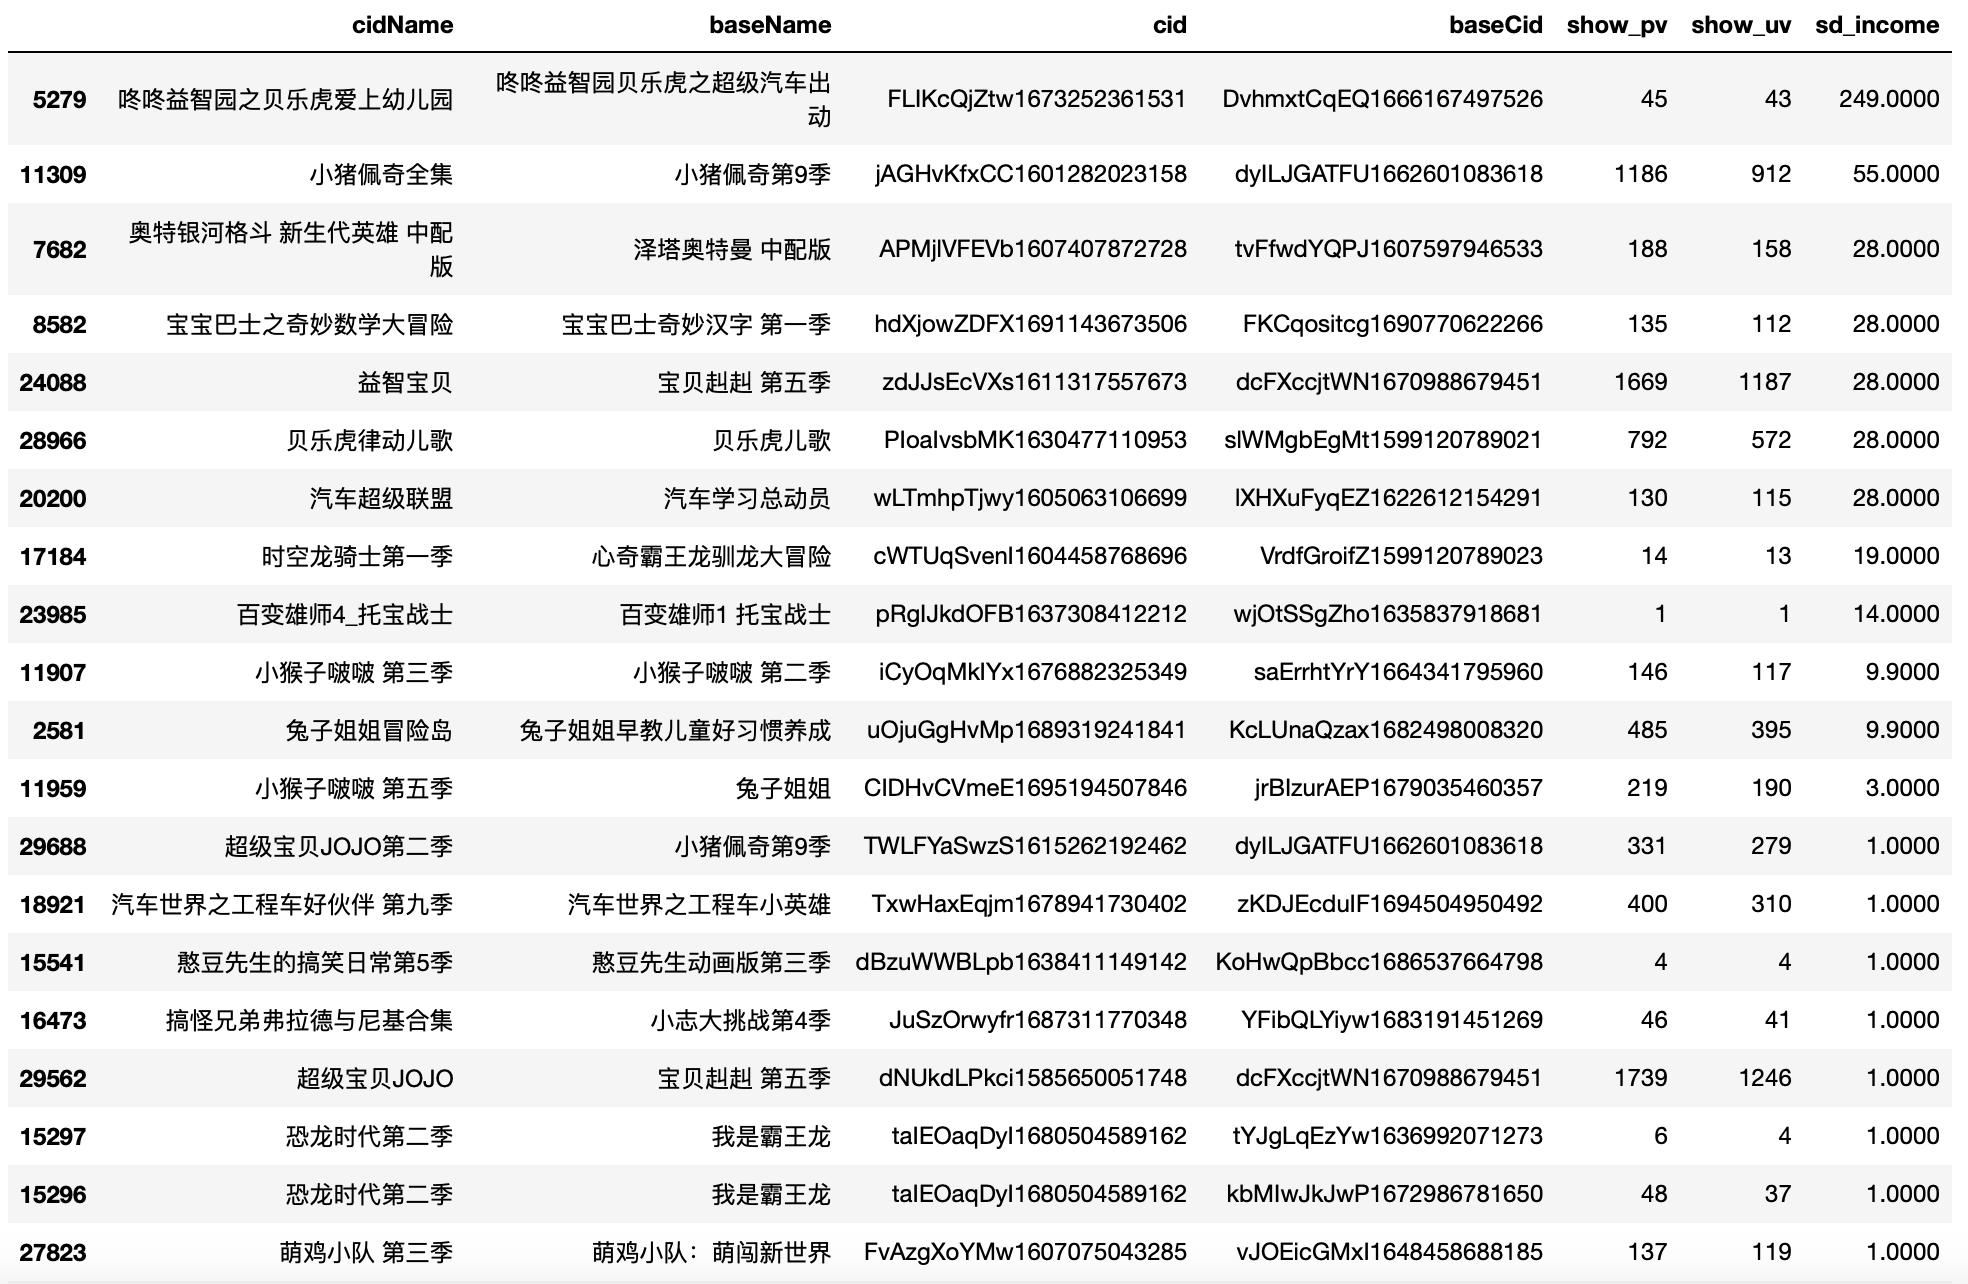 cidName baseName cid baseCid show_pv show_uv sd_income
5279 咚咚益智园之贝乐虎爱上幼儿园 咚咚益智园贝乐虎之超级汽车出 FLIKcQjZtw1673252361531 DvhmxtCqEQ1666167497526 45 43 249.0000
动
11309 小猪佩奇全集 小猪佩奇第9季 jAGHvKfxCC1601282023158 dyILJGATFU1662601083618 1186 912 55.0000
7682 奥特银河格斗 新生代英雄 中配 泽塔奥特曼 中配版 APMjlVFEVb1607407872728 tvFfwdYQPJ1607597946533 188 158 28.0000
版
8582 宝宝巴士之奇妙数学大冒险 宝宝巴士奇妙汉字 第一季 hdXjowZDFX1691143673506 FKCqositcg1690770622266 135 112 28.0000
24088 益智宝贝 宝贝赳赳 第五季 zdJJsEcVXs1611317557673 dcFXccjtWN1670988679451 1669 1187 28.0000
28966 贝乐虎律动儿歌 贝乐虎儿歌 PIoaIvsbMK1630477110953 slWMgbEgMt1599120789021 792 572 28.0000
20200 汽车超级联盟 汽车学习总动员 wLTmhpTjwy1605063106699 lXHXuFyqEZ1622612154291 130 115 28.0000
17184 时空龙骑士第一季 心奇霸王龙驯龙大冒险 cWTUqSvenI1604458768696 VrdfGroifZ1599120789023 14 13 19.0000
23985 百变雄师4_托宝战士 百变雄师1 托宝战士 pRgIJkdOFB1637308412212 wjOtSSgZho1635837918681 1 1 14.0000
11907 小猴子啵啵 第三季 小猴子啵啵 第二季 iCyOqMkIYx1676882325349 saErrhtYrY1664341795960 146 117 9.9000
2581 兔子姐姐冒险岛 兔子姐姐早教儿童好习惯养成 uOjuGgHvMp1689319241841 KcLUnaQzax1682498008320 485 395 9.9000
11959 小猴子啵啵 第五季 兔子姐姐 CIDHvCVmeE1695194507846 jrBIzurAEP1679035460357 219 190 3.0000
29688 超级宝贝JOJO第二季 小猪佩奇第9季 TWLFYaSwzS1615262192462 dyILJGATFU1662601083618 331 279 1.0000
18921 汽车世界之工程车好伙伴 第九季 汽车世界之工程车小英雄 TxwHaxEqjm1678941730402 zKDJEcduIF1694504950492 400 310 1.0000
15541 憨豆先生的搞笑日常第5季 憨豆先生动画版第三季 dBzuWWBLpb1638411149142 KoHwQpBbcc1686537664798 4 4 1.0000
16473 搞怪兄弟弗拉德与尼基合集 小志大挑战第4季 JuSzOrwyfr1687311770348 YFibQLYiyw1683191451269 46 41 1.0000
29562 超级宝贝JOJO 宝贝赳赳 第五季 dNUkdLPkci1585650051748 dcFXccjtWN1670988679451 1739 1246 1.0000
15297 恐龙时代第二季 我是霸王龙 taIEOaqDyI1680504589162 tYJgLqEzYw1636992071273 6 4 1.0000
15296 恐龙时代第二季 我是霸王龙 taIEOaqDyI1680504589162 kbMIwJkJwP1672986781650 48 37 1.0000
27823 萌鸡小队 第三季 萌鸡小队：萌闯新世界 FvAzgXoYMw1607075043285 vJOEicGMxI1648458688185 137 119 1.0000